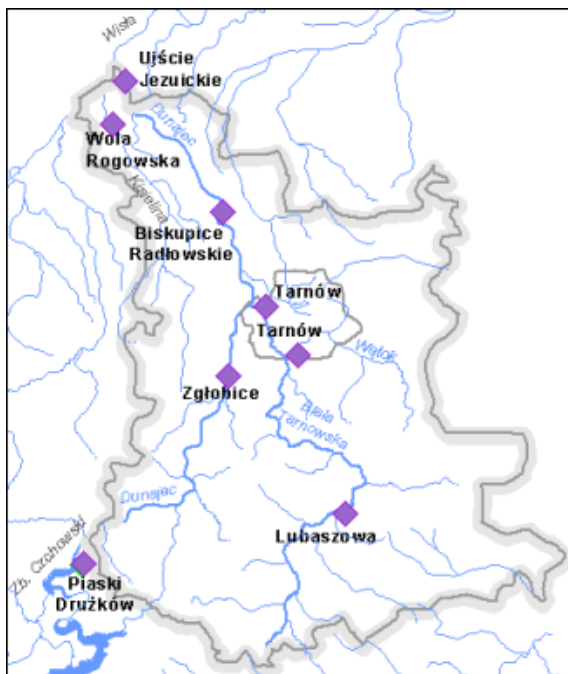 Wisła
Ujście
Jezuickie
Dunajec
Wola
Rogowska
Kisielina
Biskupice
Radłowskie
Tarnów
Tarnów
Wątok
Zgłobice
Biała
Tarnowska
Dunajec
Lubaszowa
Zb. Czchowski
Piaski
Drużków